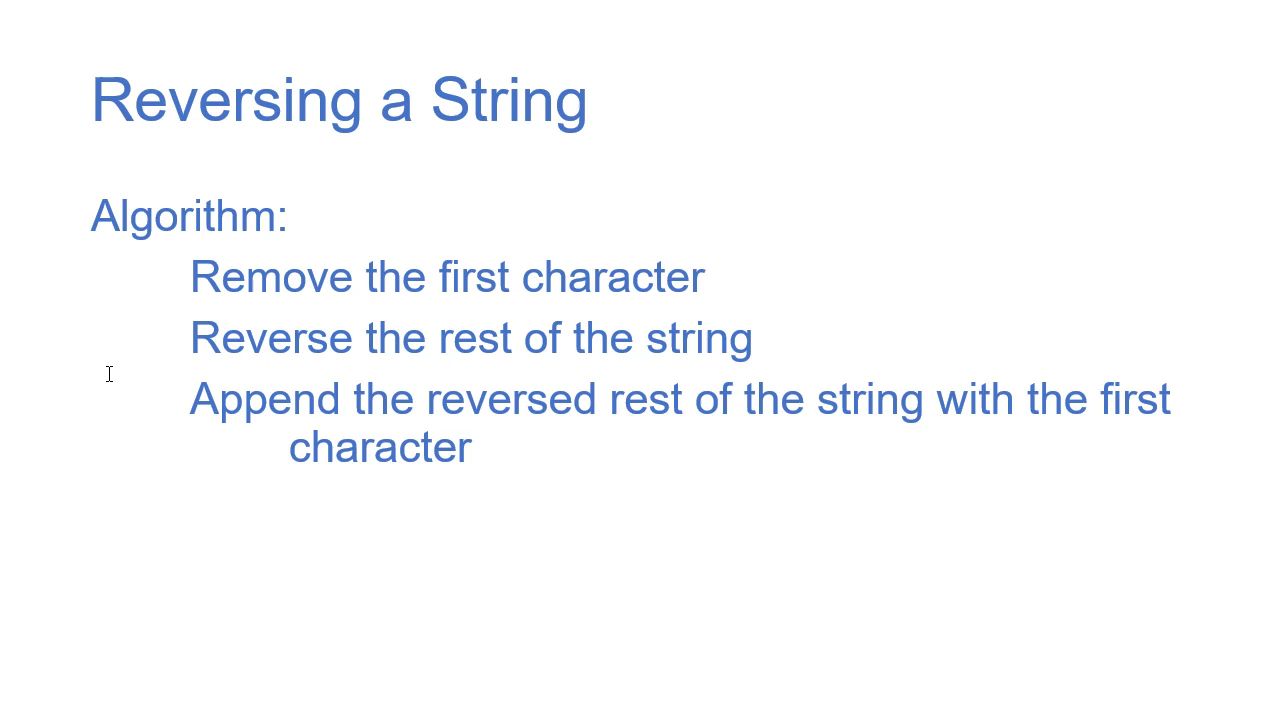 Reversing a String
Algorithm:
Remove the first character
Reverse the rest of the string
Append the reversed rest of the string with the first
character